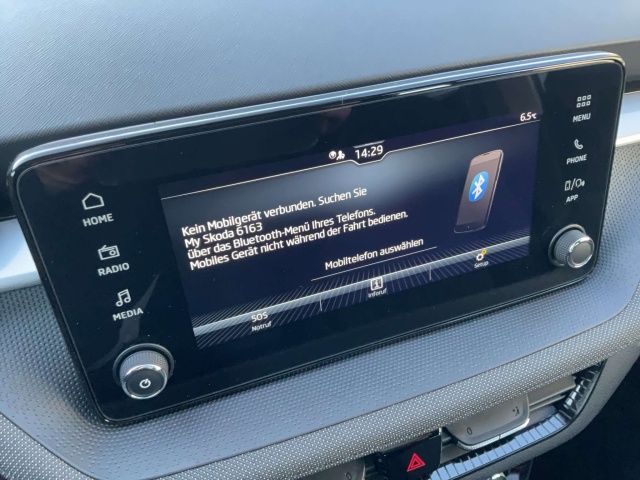 14:29
6.5°C
Kein Mobilgerät verbunden. Suchen Sie
My Skoda 6163
über das Bluetooth-Menü Ihres Telefons.
Mobiles Gerät nicht während der Fahrt bedienen.
Mobiltelefon auswählen
SOS
Notruf
Inforuf
Setup
HOME
RADIO
MEDIA
MENU
PHONE
APP